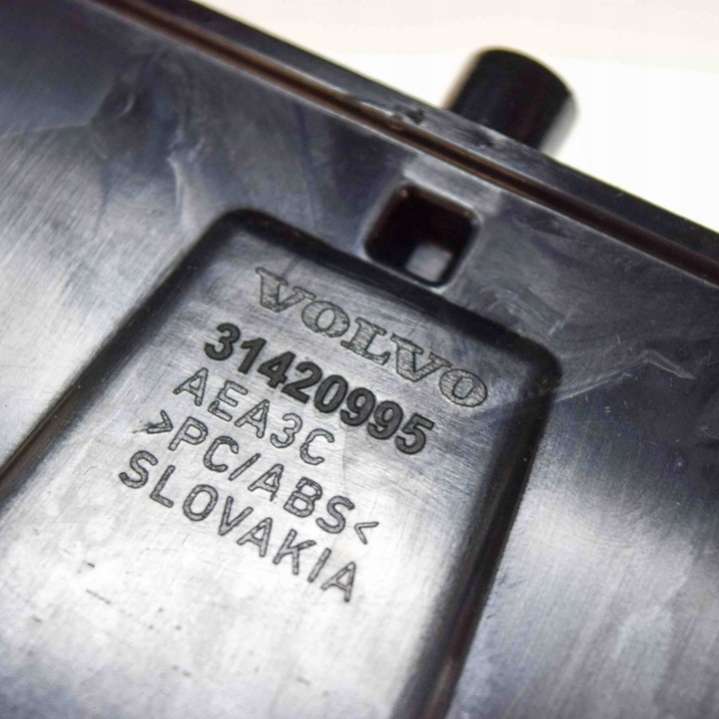 VOLVO
31420995
AEA3C
>PC/ABS<
SLOVAKIA